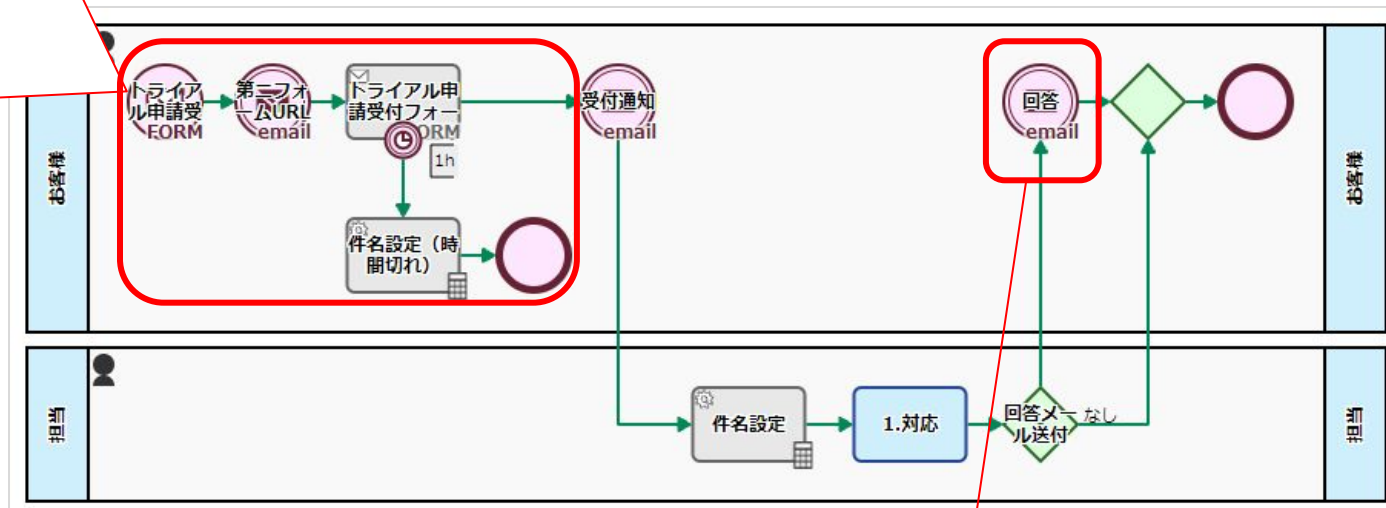 お客様
トライア
ル申請受
FORM
第二フォ
ームURL
email
トライアル申
請受付フォー
ORM
1h
受付通知
email
件名設定（時
間切れ）
回答
email
お客様
担当
件名設定
1.対応
回答メー
ル送付
なし
担当